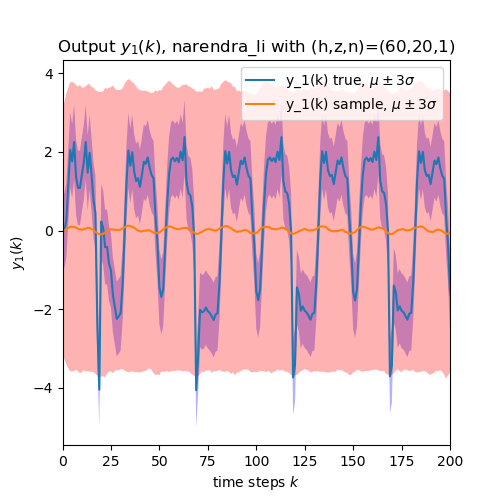 Output y₁(k), narendra_li with (h,z,n)=(60,20,1)
y_1(k) true, μ ± 3σ
y_1(k) sample, μ ± 3σ
y₁(k)
4
2
0
−2
−4
0 25 50 75 100 125 150 175 200
time steps k